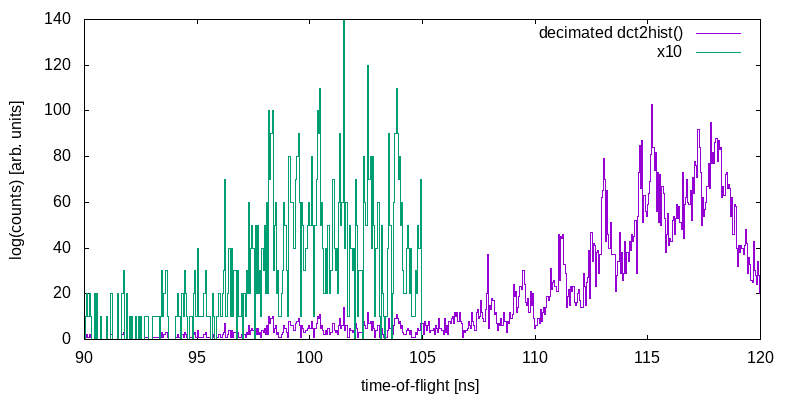 140
120
100
80
60
40
20
0
log(counts) [arb. units]
decimated dct2hist()
x10
90 95 100 105 110 115 120
time-of-flight [ns]